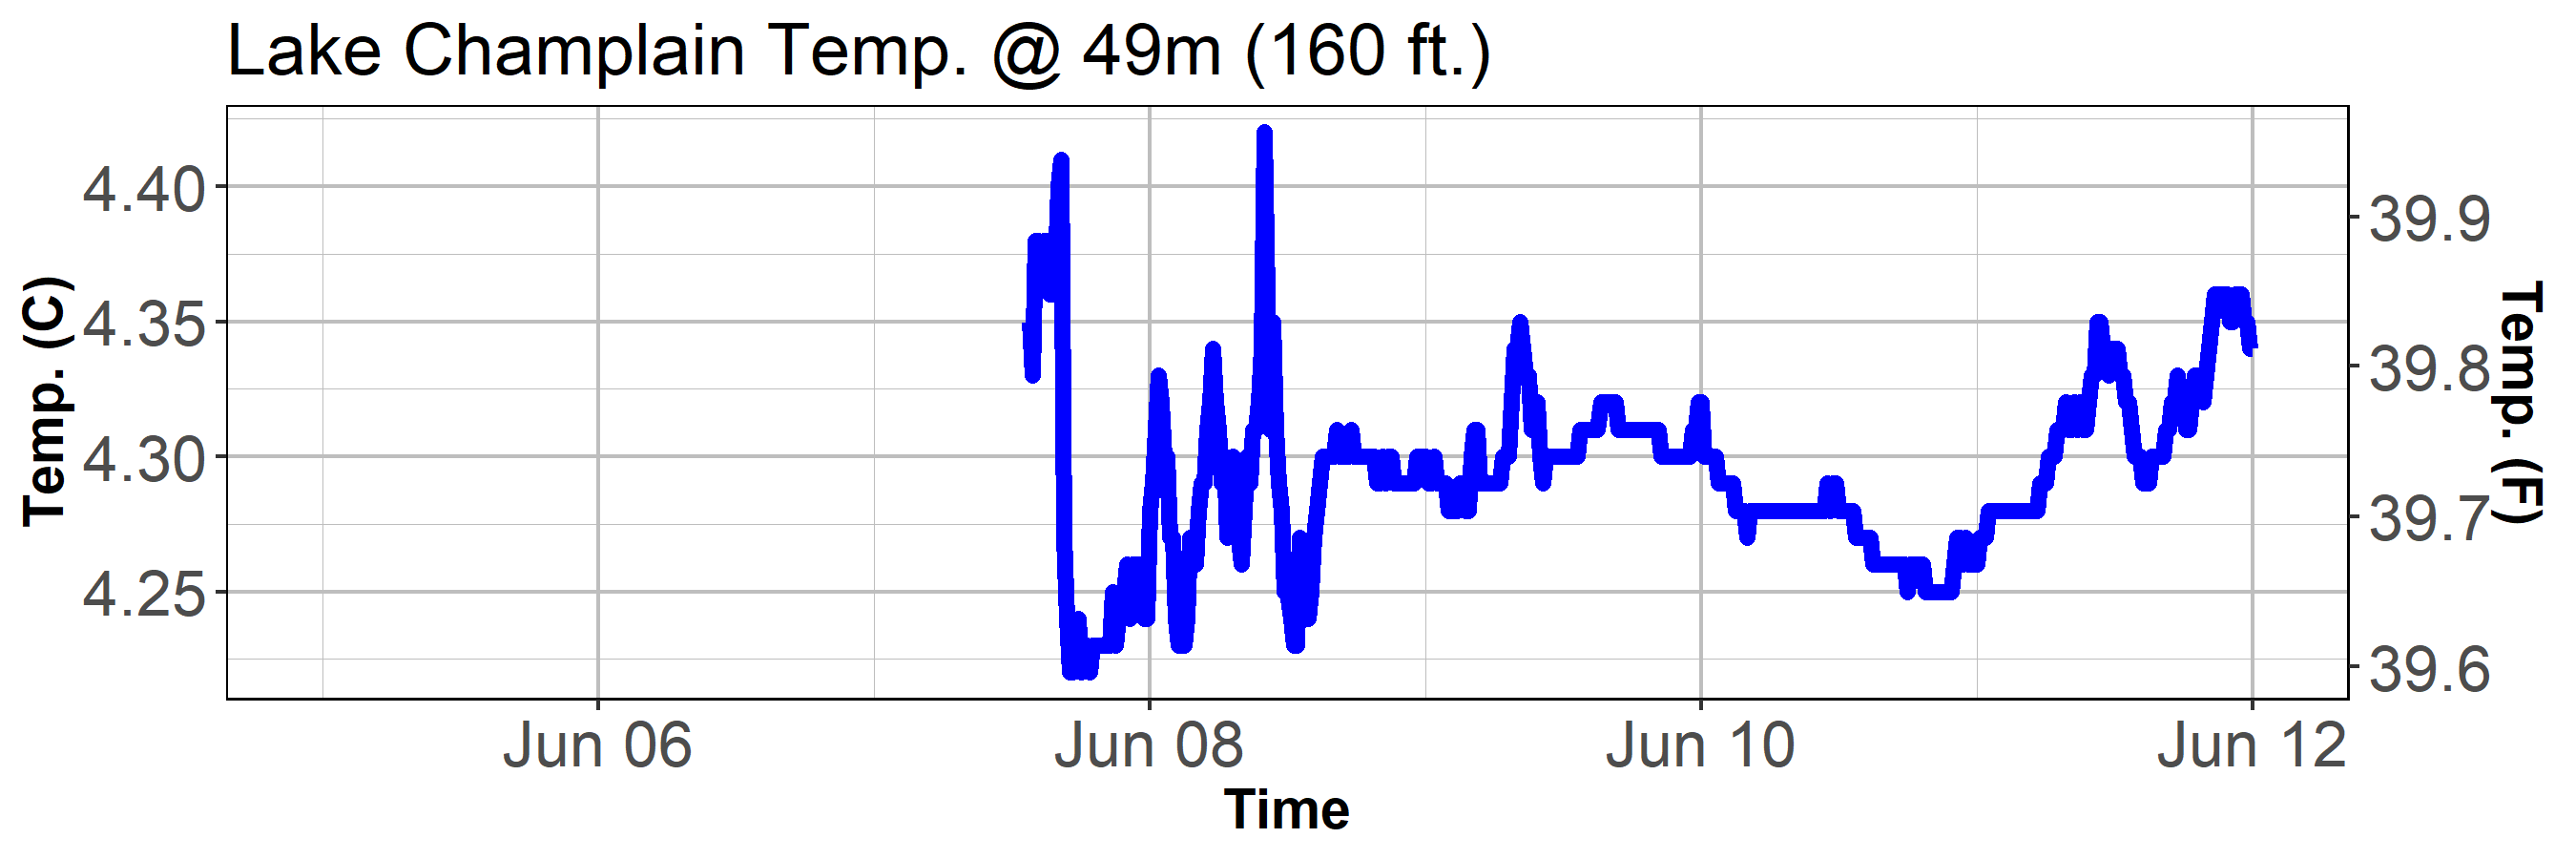 Lake Champlain Temp. @ 49m (160 ft.)
Temp. (C)
4.40
4.35
4.30
4.25
39.9
39.8
39.7
39.6
Temp. (F)
Jun 06
Jun 08
Jun 10
Jun 12
Time